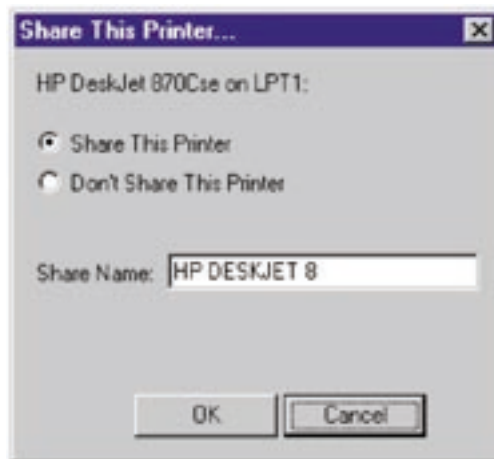 Share This Printer...
HP DeskJet 870Cse on LPT1:
Share This Printer
Don't Share This Printer
Share Name: HP DESKJET 8
OK Cancel